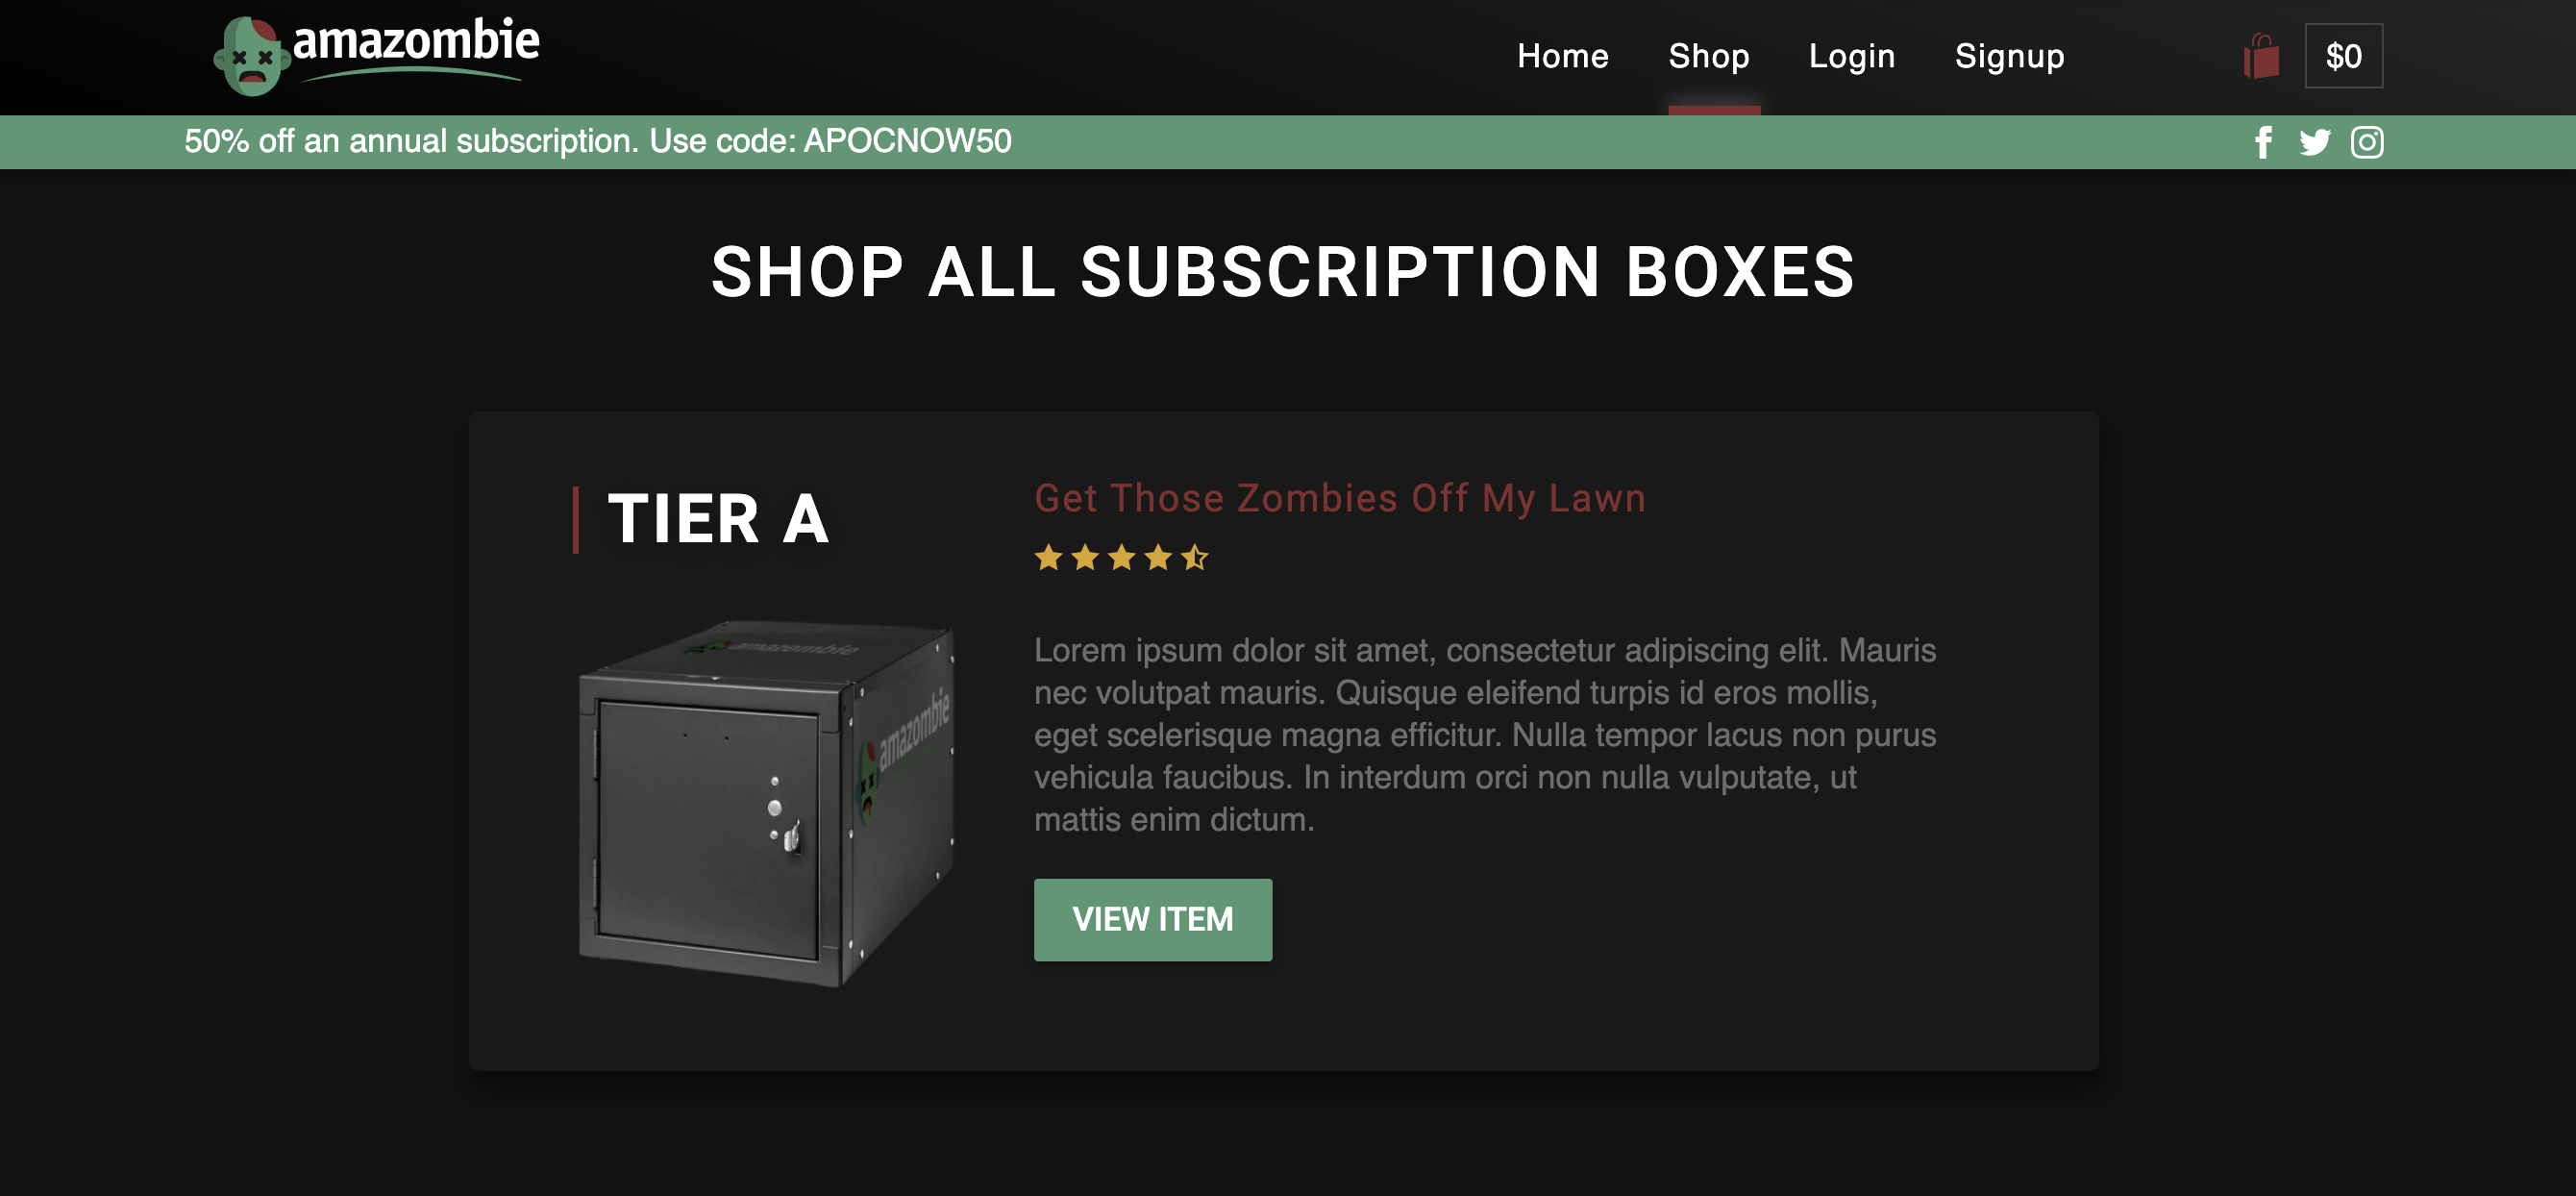 amazombie
Home Shop Login Signup $0
50% off an annual subscription. Use code: APOCNOW50
SHOP ALL SUBSCRIPTION BOXES
TIER A
Get Those Zombies Off My Lawn
amazombie
amazombie
Lorem ipsum dolor sit amet, consectetur adipiscing elit. Mauris
nec volutpat mauris. Quisque eleifend turpis id eros mollis,
eget scelerisque magna efficitur. Nulla tempor lacus non purus
vehicula faucibus. In interdum orci non nulla vulputate, ut
mattis enim dictum.
VIEW ITEM